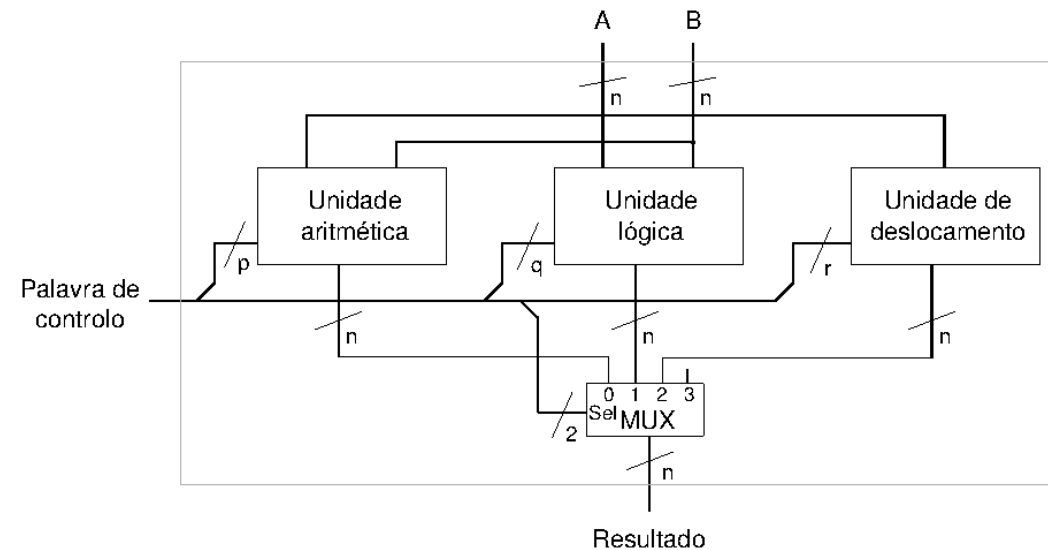 A
B
n
n
Unidade
aritmética
Unidade
lógica
Unidade de
deslocamento
p
q
r
Palavra de
controlo
n
n
n
0 1 2 3
Sel MUX
2
n
Resultado